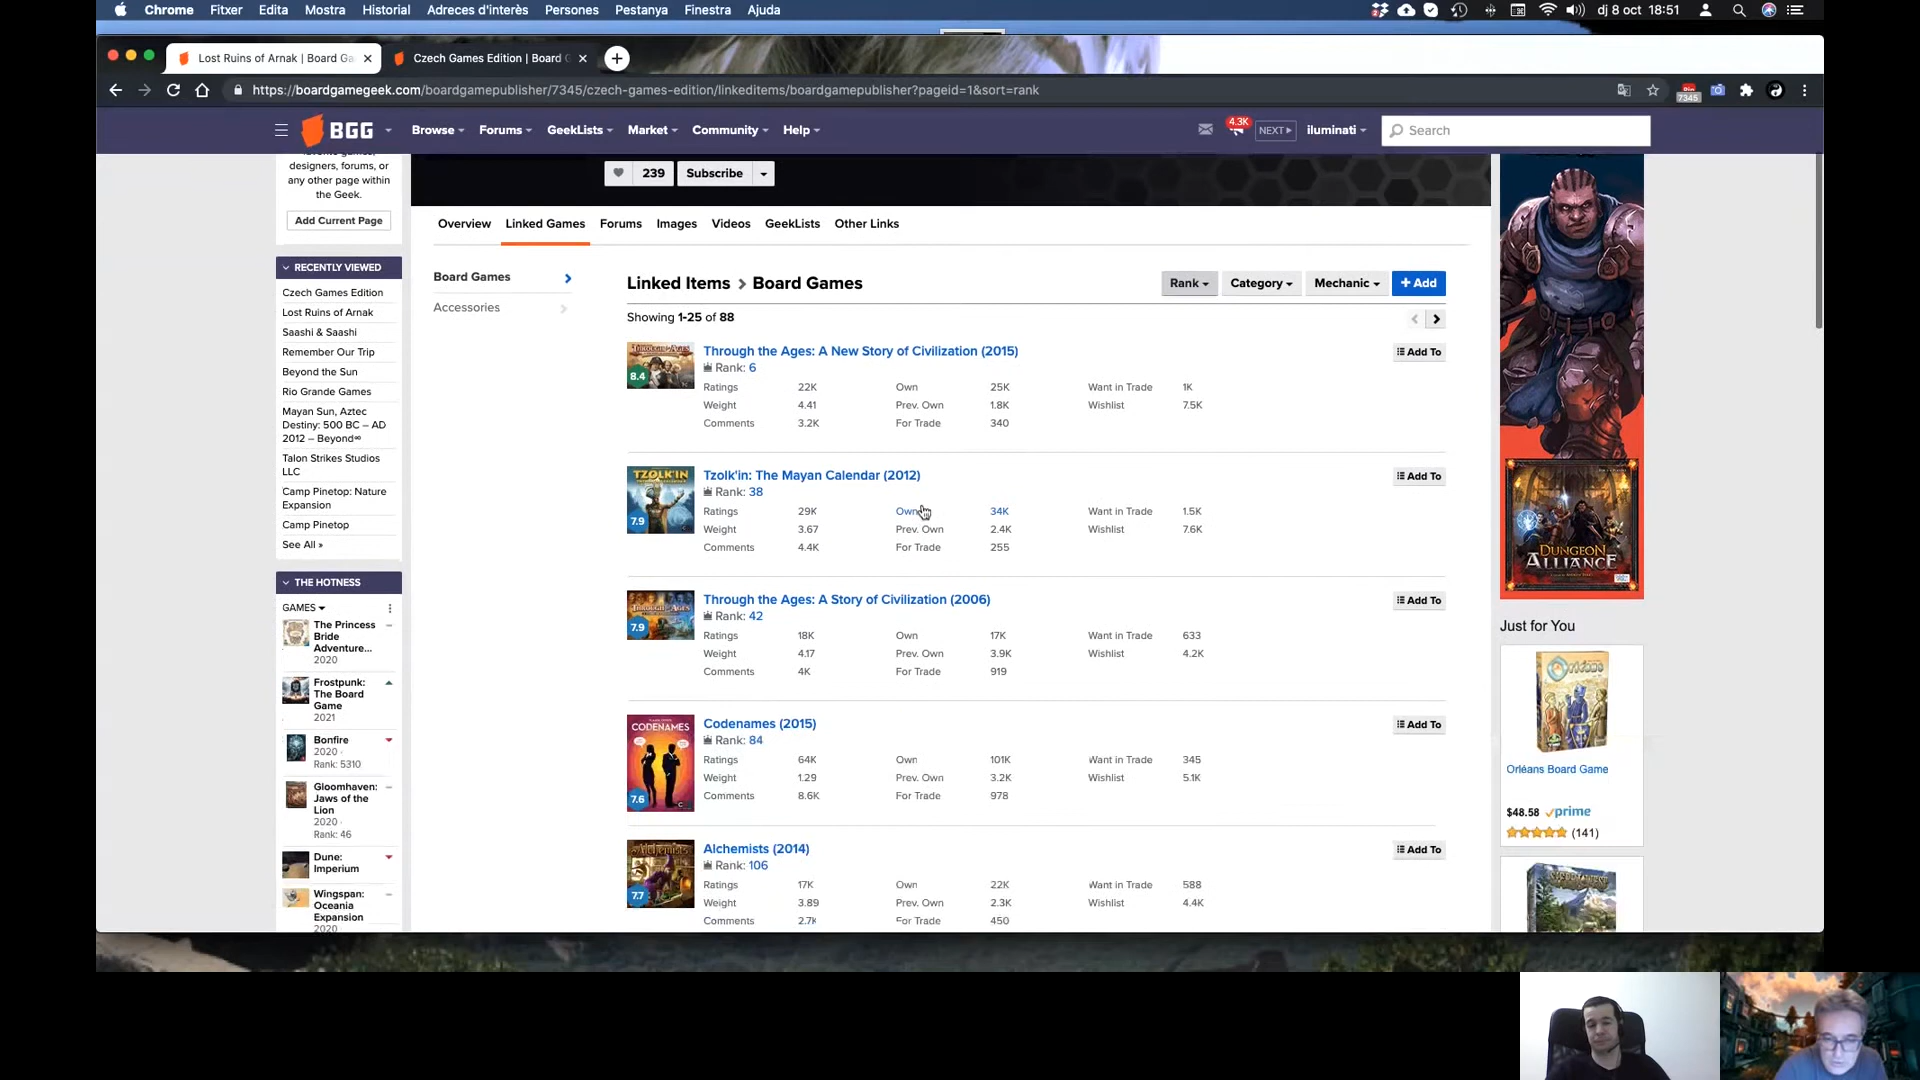 Chrome Fitxer Edita Mostra Historial Adreces d'interès Persones Pestanya Finestra Ajuda dj 8 oct 18:51
Lost Ruins of Arnak | Board Ga Czech Games Edition | Board G
https://boardgamegeek.com/boardgamepublisher/7345/czech-games-edition/linkeditems/boardgamepublisher?pageid=1&sort=rank 7345
BGG Browse Forums GeekLists Market Community Help 4.3K NEXT iluminati Search
designers, forums, or
any other page within
the Geek.
Add Current Page
RECENTLY VIEWED
Czech Games Edition
Lost Ruins of Arnak
Saashi & Saashi
Remember Our Trip
Beyond the Sun
Rio Grande Games
Mayan Sun, Aztec
Destiny: 500 BC – AD
2012 – Beyond∞
Talon Strikes Studios
LLC
Camp Pinetop: Nature
Expansion
Camp Pinetop
See All »
THE HOTNESS
GAMES
The Princess
Bride
Adventure...
2020
Frostpunk:
The Board
Game
2021
Bonfire
2020 ·
Rank: 5310
Gloomhaven:
Jaws of the
Lion
2020 ·
Rank: 46
Dune:
Imperium
Wingspan:
Oceania
Expansion
2020
239 Subscribe
Overview Linked Games Forums Images Videos GeekLists Other Links
Board Games
Accessories
Linked Items > Board Games Rank Category Mechanic + Add
Showing 1-25 of 88
Through the Ages: A New Story of Civilization (2015) Add To
8.4
Rank: 6
Ratings 22K Own 25K Want in Trade 1K
Weight 4.41 Prev. Own 1.8K Wishlist 7.5K
Comments 3.2K For Trade 340
TZOLK'IN
Tzolk'in: The Mayan Calendar (2012) Add To
Rank: 38
Ratings 29K Own 34K Want in Trade 1.5K
7.9
Weight 3.67 Prev. Own 2.4K Wishlist 7.6K
Comments 4.4K For Trade 255
THROUGH THE AGES
Through the Ages: A Story of Civilization (2006) Add To
Rank: 42
7.9
Ratings 18K Own 17K Want in Trade 633
Weight 4.17 Prev. Own 3.9K Wishlist 4.2K
Comments 4K For Trade 919
CODENAMES
Codenames (2015) Add To
Rank: 84
Ratings 64K Own 101K Want in Trade 345
Weight 1.29 Prev. Own 3.2K Wishlist 5.1K
7.6
Comments 8.6K For Trade 978
Alchemists (2014) Add To
Rank: 106
7.7
Ratings 17K Own 22K Want in Trade 588
Weight 3.89 Prev. Own 2.3K Wishlist 4.4K
Comments 2.7K For Trade 450
DUNGEON
ALLIANCE
Just for You
Orléans
Orléans Board Game
$48.58 prime
(141)